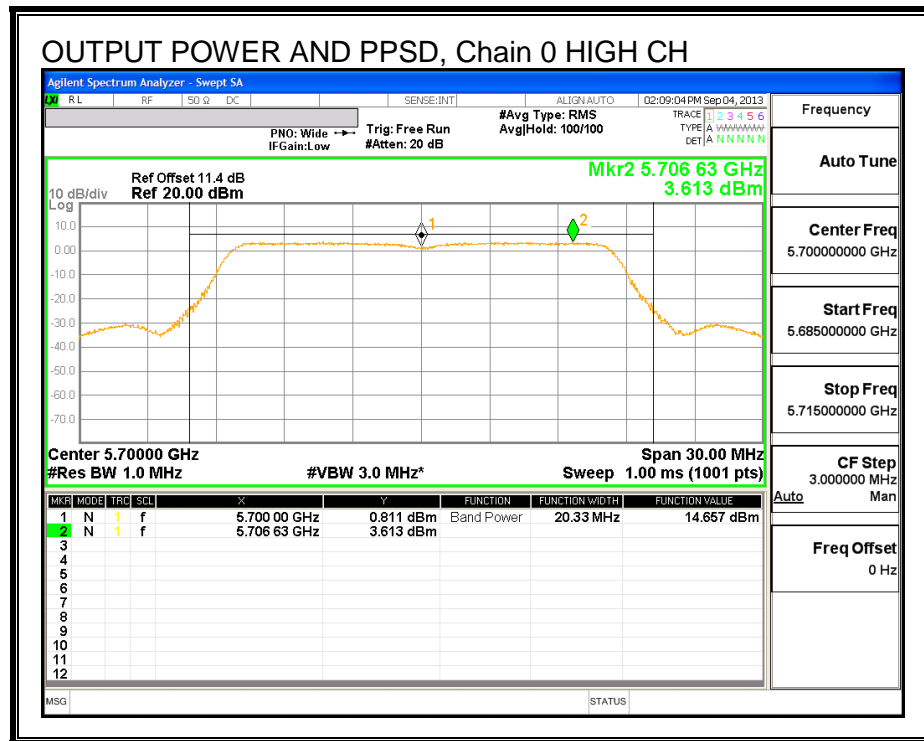 OUTPUT POWER AND PPSD, Chain 0 HIGH CH
Agilent Spectrum Analyzer - Swept SA
LXI RL RF 50 Ω DC SENSE:INT ALIGN AUTO 02:09:04 PM Sep 04, 2013
PNO: Wide IFGain:Low
Trig: Free Run #Atten: 20 dB
#Avg Type: RMS Avg|Hold: 100/100
TRACE 1 2 3 4 5 6
TYPE A WWWWWW
DET A N N N N N
Mkr2 5.706 63 GHz
3.613 dBm
Ref Offset 11.4 dB
10 dB/div Ref 20.00 dBm
Log
10.0
0.00
-10.0
-20.0
-30.0
-40.0
-50.0
-60.0
-70.0
1
2
Center 5.70000 GHz Span 30.00 MHz
#Res BW 1.0 MHz #VBW 3.0 MHz* Sweep 1.00 ms (1001 pts)
MKR MODE TRC SCL X Y FUNCTION FUNCTION WIDTH FUNCTION VALUE
1 N 1 f 5.700 00 GHz 0.811 dBm Band Power 20.33 MHz 14.657 dBm
2 N 1 f 5.706 63 GHz 3.613 dBm
3
4
5
6
7
8
9
10
11
12
MSG STATUS
Frequency
Auto Tune
Center Freq
5.700000000 GHz
Start Freq
5.685000000 GHz
Stop Freq
5.715000000 GHz
CF Step
3.000000 MHz
Auto Man
Freq Offset
0 Hz